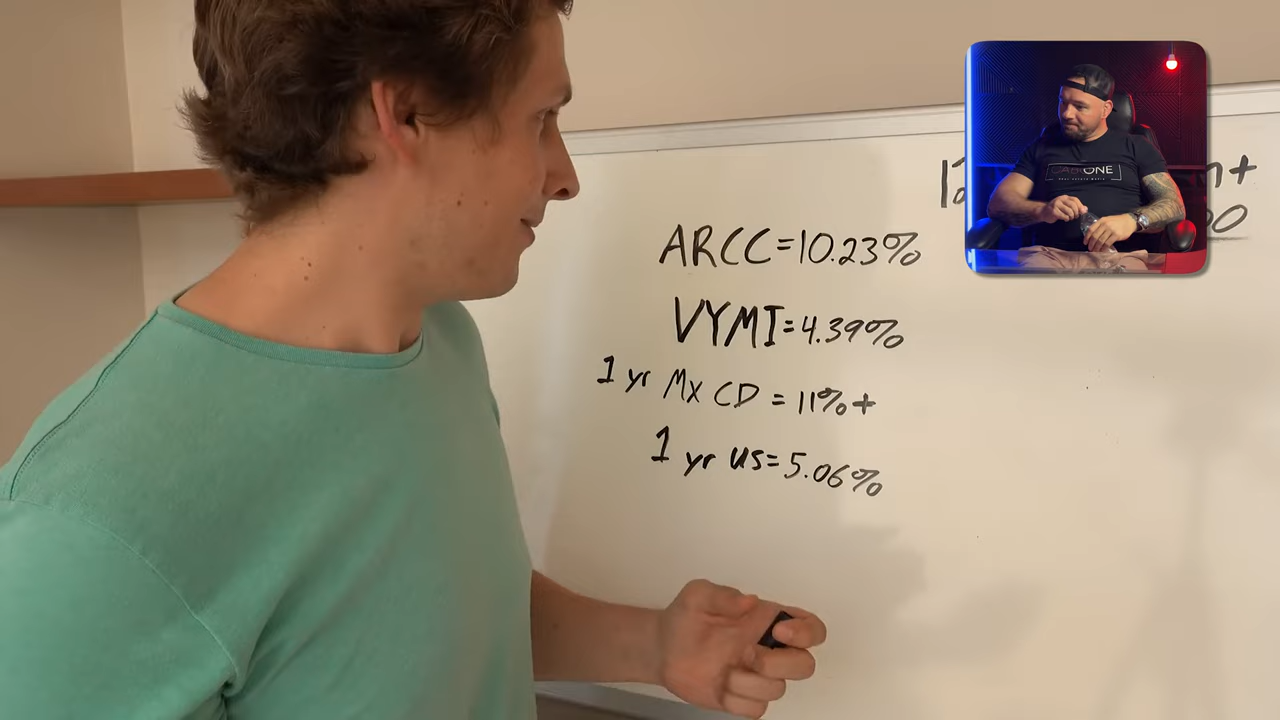 ARCC=10.23%
VYMI=4.39%
1 yr MX CD = 11%+
1 yr US=5.06%